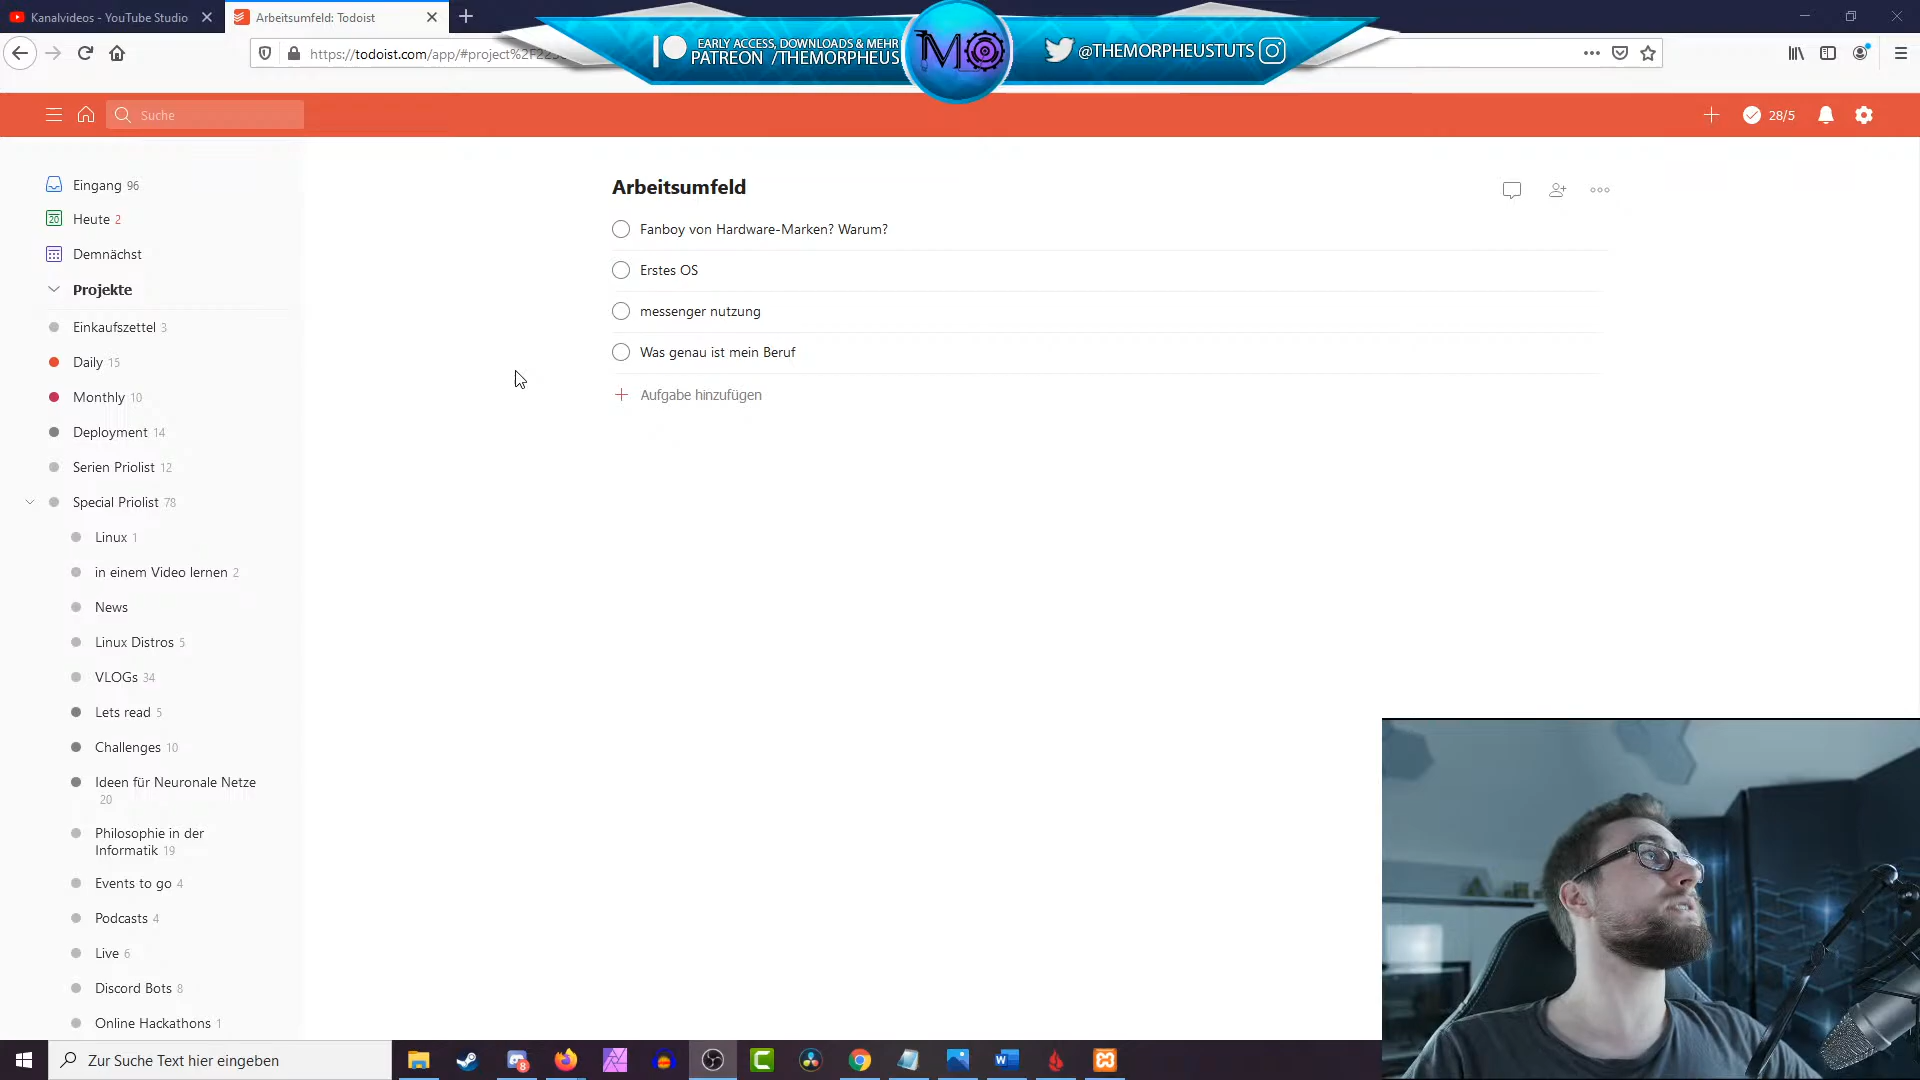 Kanalvideos - YouTube Studio
Arbeitsumfeld: Todoist
https://todoist.com/app/#project%2F22
EARLY ACCESS, DOWNLOADS & MEHR
PATREON /THEMORPHEUS
MO
@THEMORPHEUSTUTS
Suche
28/5
Eingang 96
20 Heute 2
Demnächst
Projekte
Einkaufszettel 3
Daily 15
Monthly 10
Deployment 14
Serien Priolist 12
Special Priolist 78
Linux 1
in einem Video lernen 2
News
Linux Distros 5
VLOGs 34
Lets read 5
Challenges 10
Ideen für Neuronale Netze
20
Philosophie in der
Informatik 19
Events to go 4
Podcasts 4
Live 6
Discord Bots 8
Online Hackathons 1
Arbeitsumfeld
Fanboy von Hardware-Marken? Warum?
Erstes OS
messenger nutzung
Was genau ist mein Beruf
Aufgabe hinzufügen
Zur Suche Text hier eingeben
8